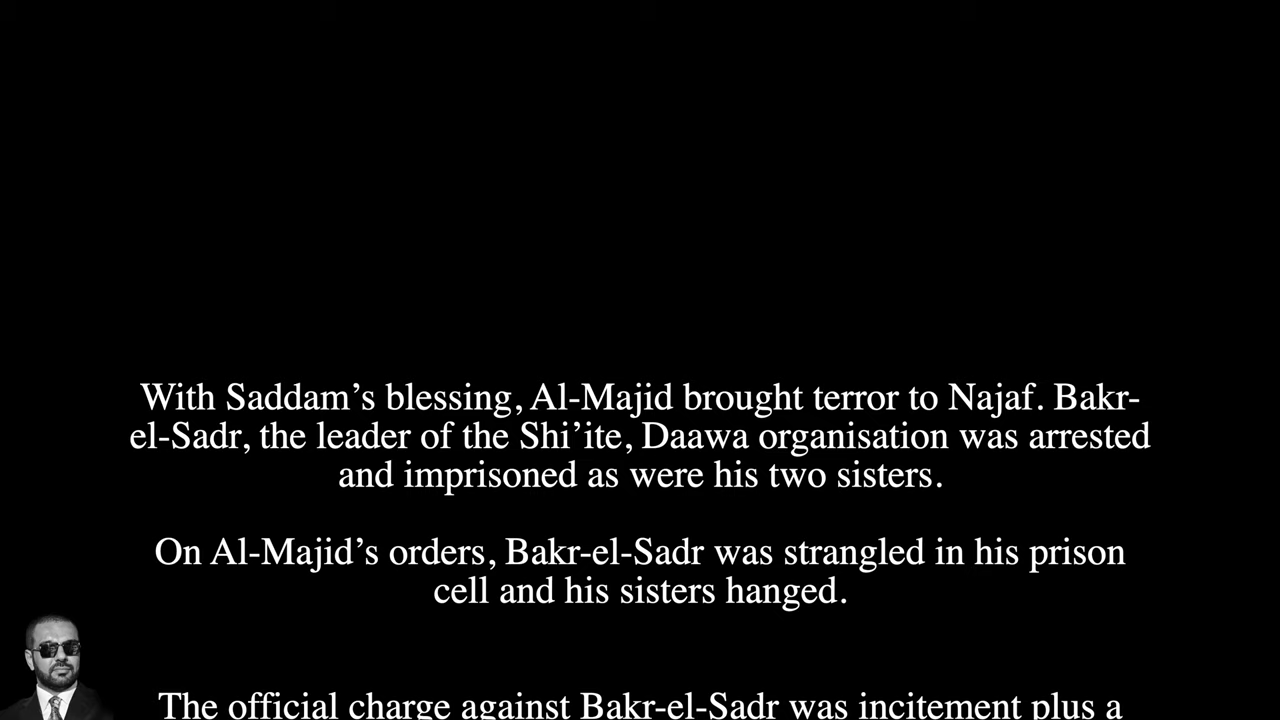 With Saddam’s blessing, Al-Majid brought terror to Najaf. Bakr-
el-Sadr, the leader of the Shi’ite, Daawa organisation was arrested
and imprisoned as were his two sisters.
On Al-Majid’s orders, Bakr-el-Sadr was strangled in his prison
cell and his sisters hanged.
The official charge against Bakr-el-Sadr was incitement plus a